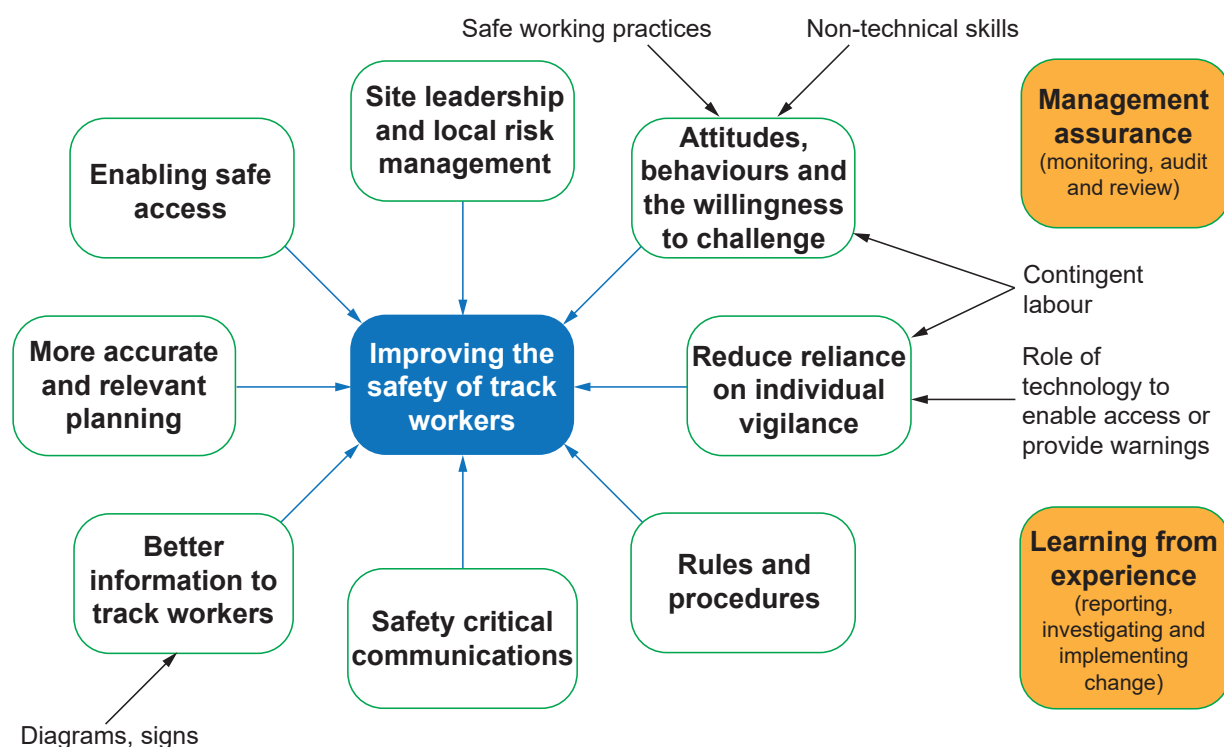 Safe working practices
Non-technical skills
Site leadership
and local risk
management
Attitudes,
behaviours and
the willingness
to challenge
Management
assurance
(monitoring, audit
and review)
Enabling safe
access
Contingent
labour
More accurate
and relevant
planning
Improving the
safety of track
workers
Reduce reliance
on individual
vigilance
Role of
technology to
enable access or
provide warnings
Better
information to
track workers
Safety critical
communications
Rules and
procedures
Learning from
experience
(reporting,
investigating and
implementing
change)
Diagrams, signs